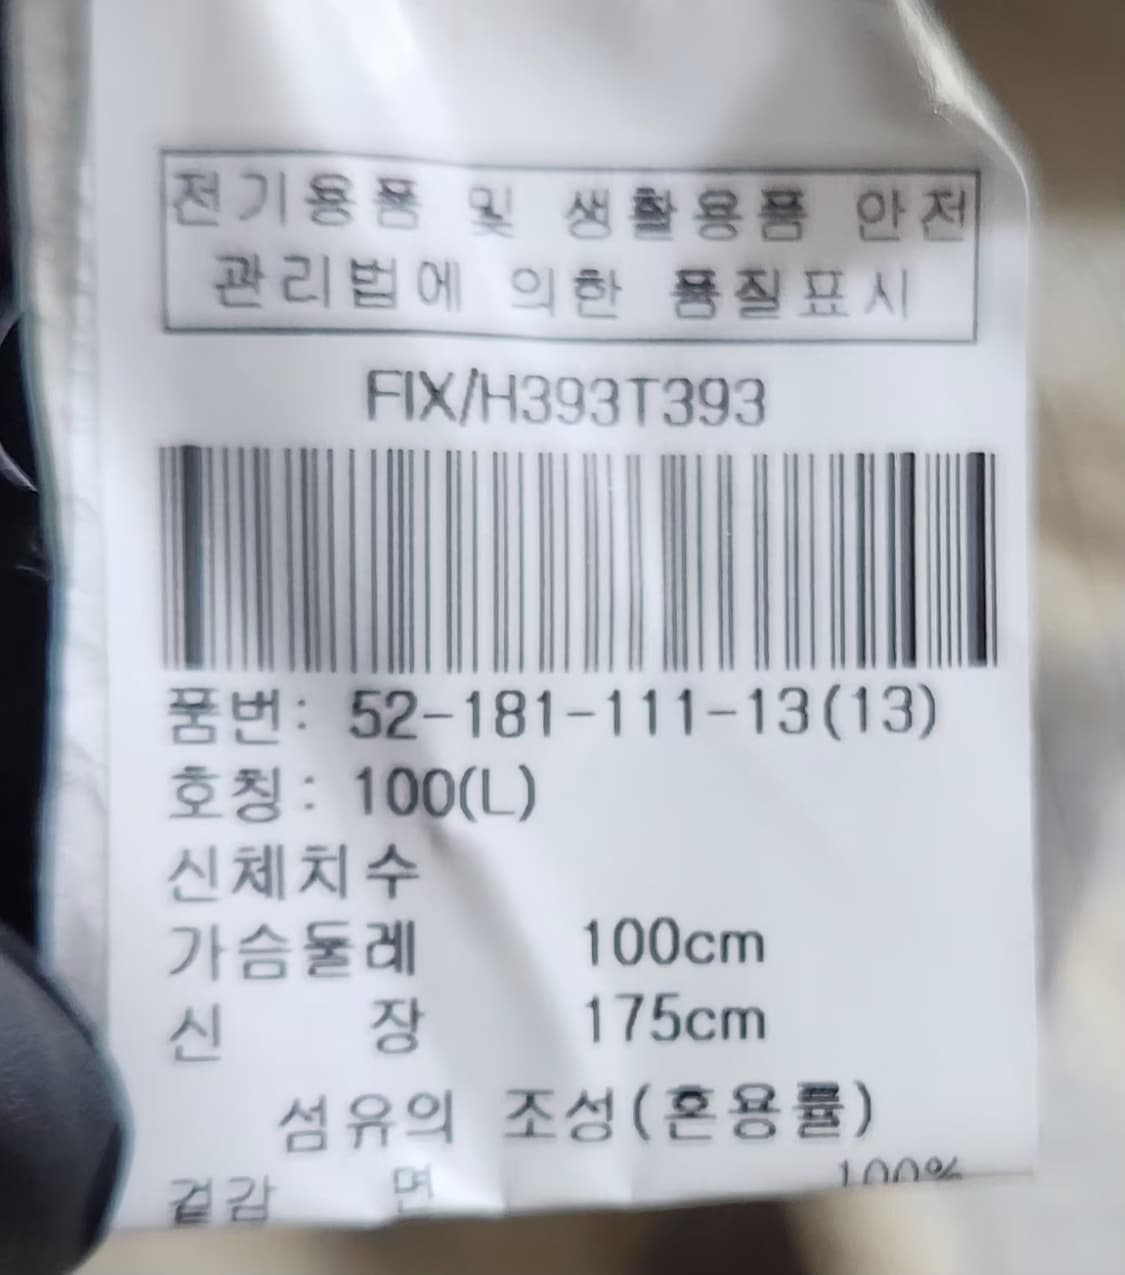 전기용품 및 생활용품 안전
관리법에 의한 품질표시
FIX/H393T393
품번: 52-181-111-13(13)
호칭: 100(L)
신체치수
가슴둘레 100cm
신 장 175cm
섬유의 조성(혼용률)
겉감 면 100%